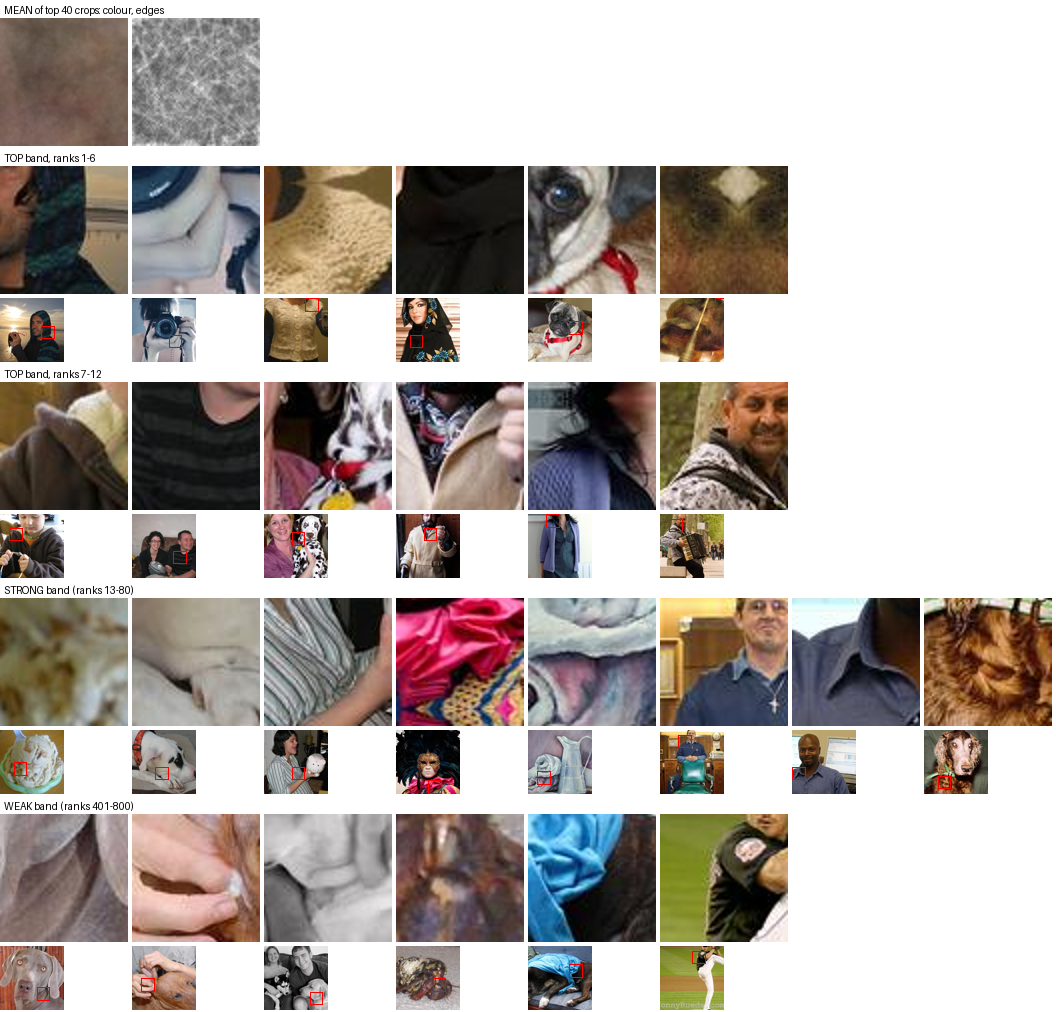 MEAN of top 40 crops: colour, edges
TOP band, ranks 1-6
TOP band, ranks 7-12
STRONG band (ranks 13-80)
WEAK band (ranks 401-800)